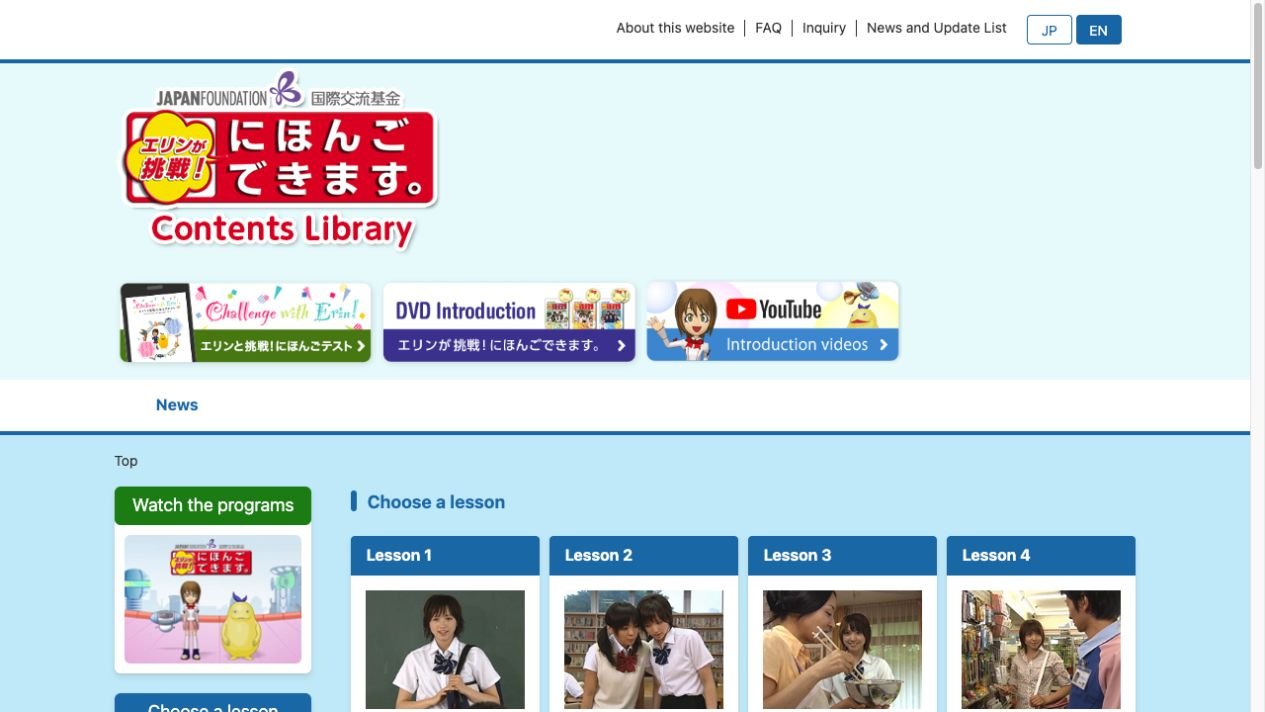 About this website
FAQ
Inquiry
News and Update List
JP
EN
JAPANFOUNDATION 国際交流基金
エリンが
挑戦！
にほんご
できます。
Contents Library
Challenge with Erin!
エリンと挑戦！にほんごテスト
DVD Introduction
エリンが挑戦！にほんごできます。
YouTube
Introduction videos
News
Top
Watch the programs
にほんご
できます。
Choose a lesson
Choose a lesson
Lesson 1
Lesson 2
Lesson 3
Lesson 4